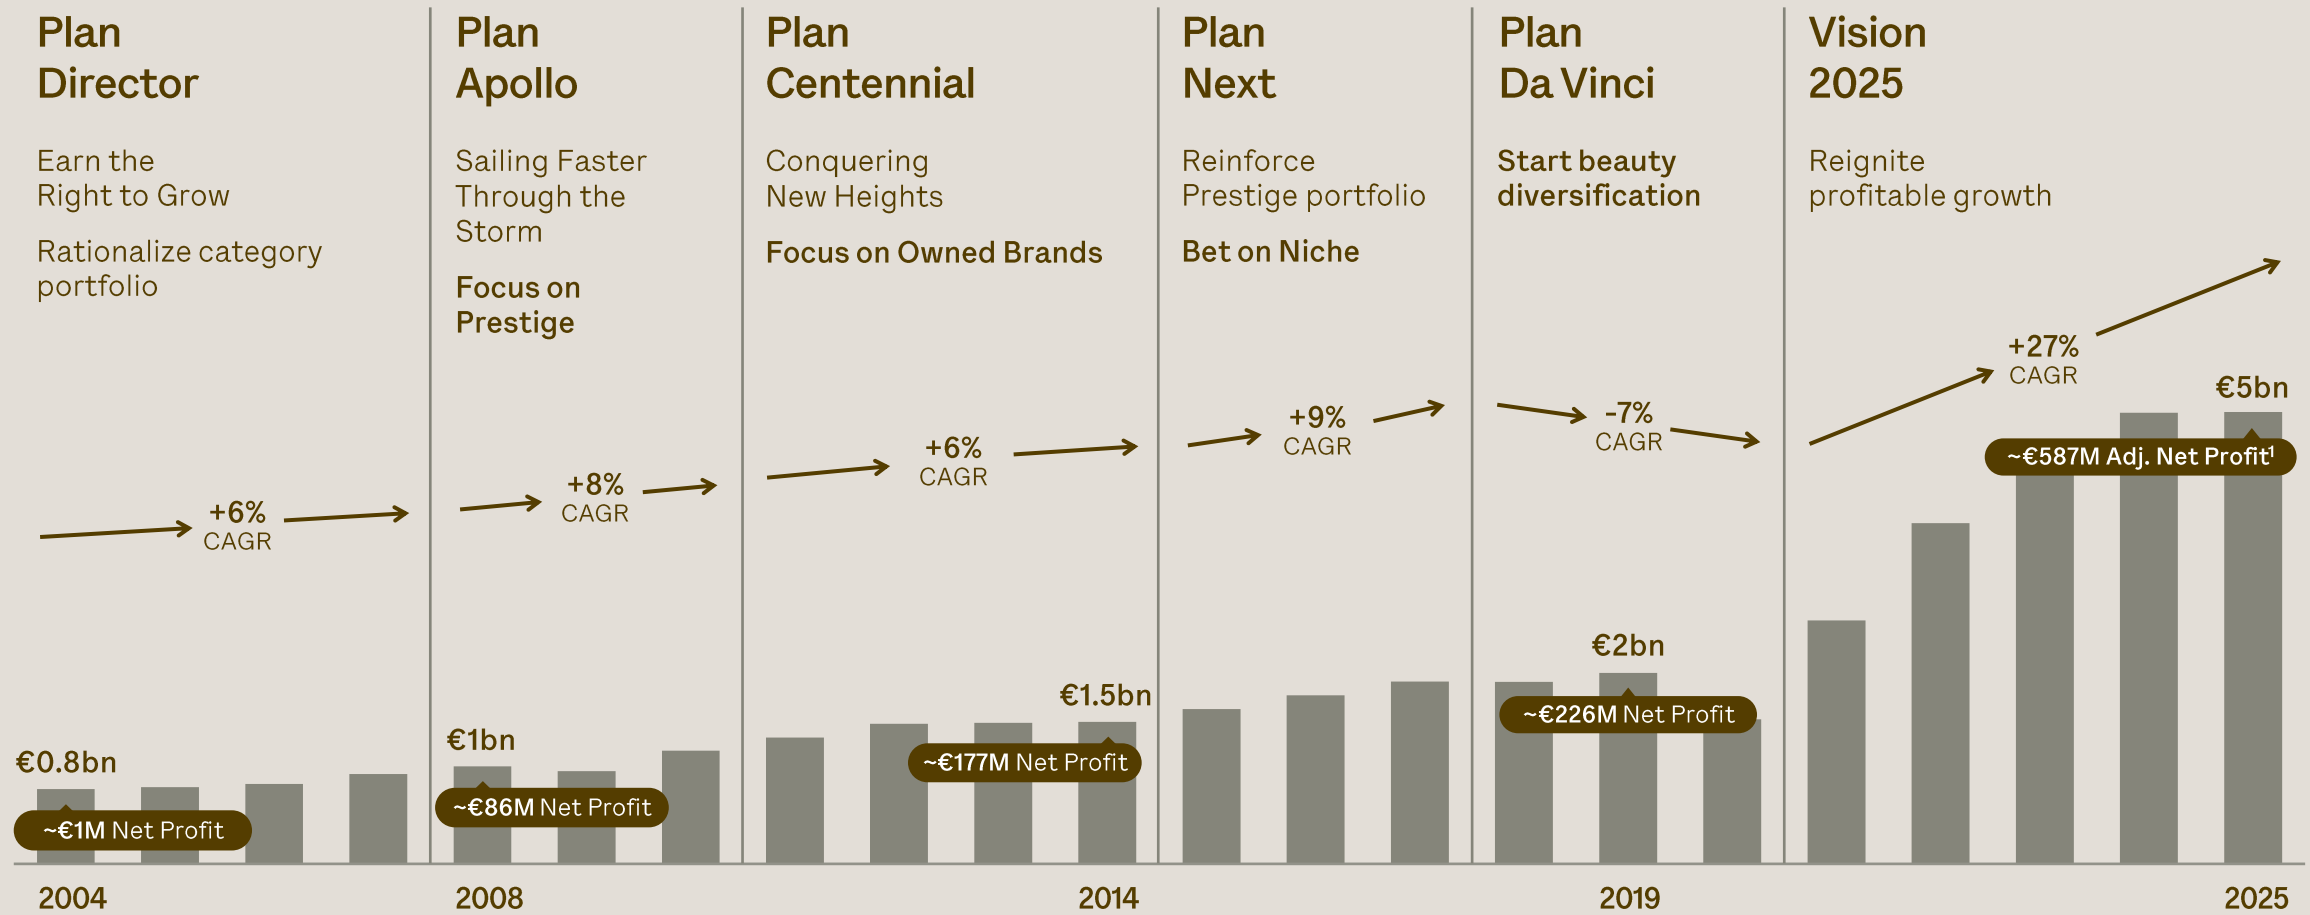 Plan
Director
Earn the
Right to Grow
Rationalize category
portfolio
+6%
CAGR
€0.8bn
~€1M Net Profit
2004
Plan
Apollo
Sailing Faster
Through the
Storm
Focus on
Prestige
+8%
CAGR
€1bn
~€86M Net Profit
2008
Plan
Centennial
Conquering
New Heights
Focus on Owned Brands
+6%
CAGR
€1.5bn
~€177M Net Profit
2014
Plan
Next
Reinforce
Prestige portfolio
Bet on Niche
+9%
CAGR
Plan
Da Vinci
Start beauty
diversification
-7%
CAGR
€2bn
~€226M Net Profit
2019
Vision
2025
Reignite
profitable growth
+27%
CAGR
€5bn
~€587M Adj. Net Profit¹
2025